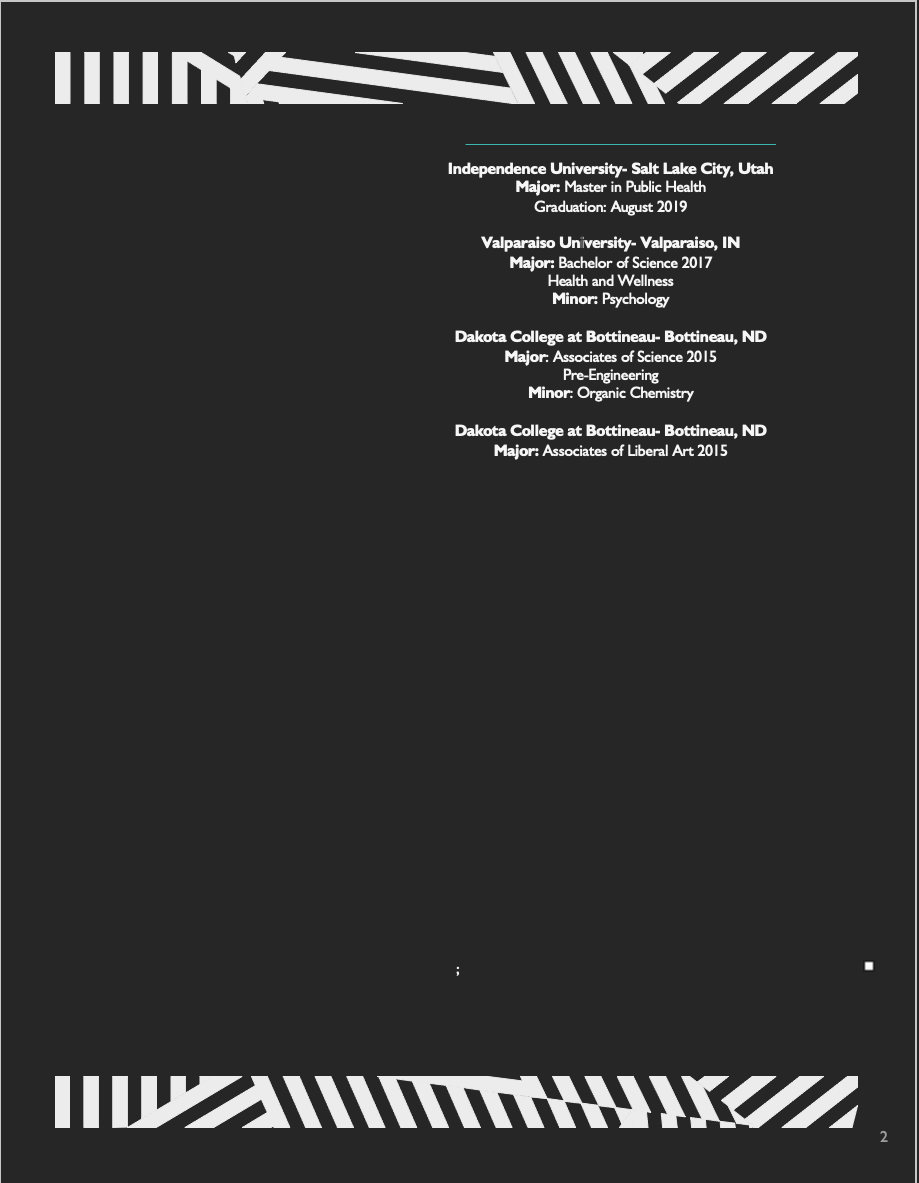 Independence University- Salt Lake City, Utah
Major: Master in Public Health
Graduation: August 2019
Valparaiso University- Valparaiso, IN
Major: Bachelor of Science 2017
Health and Wellness
Minor: Psychology
Dakota College at Bottineau- Bottineau, ND
Major: Associates of Science 2015
Pre-Engineering
Minor: Organic Chemistry
Dakota College at Bottineau- Bottineau, ND
Major: Associates of Liberal Art 2015
;
2